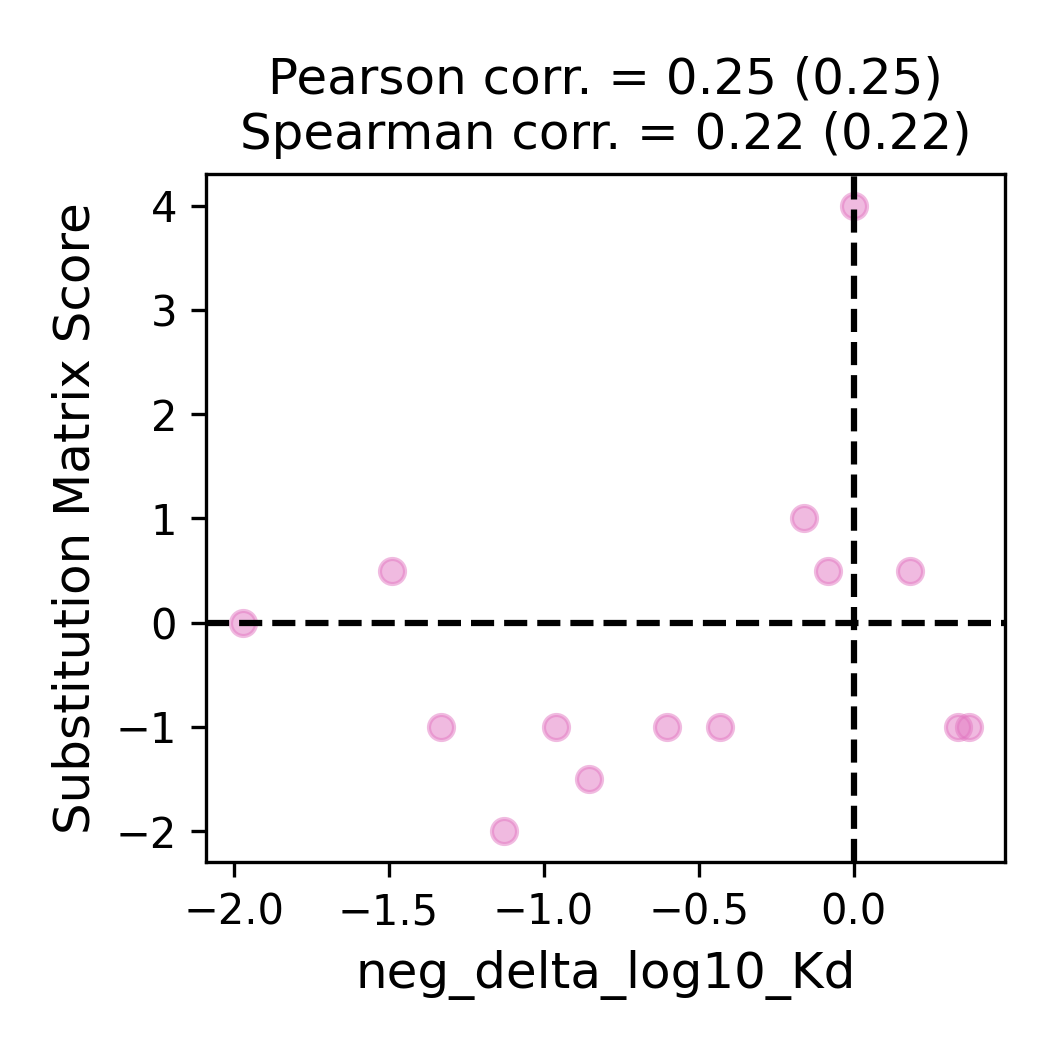 Pearson corr. = 0.25 (0.25)
Spearman corr. = 0.22 (0.22)
Substitution Matrix Score
4
3
2
1
0
−1
−2
−2.0 −1.5 −1.0 −0.5 0.0
neg_delta_log10_Kd